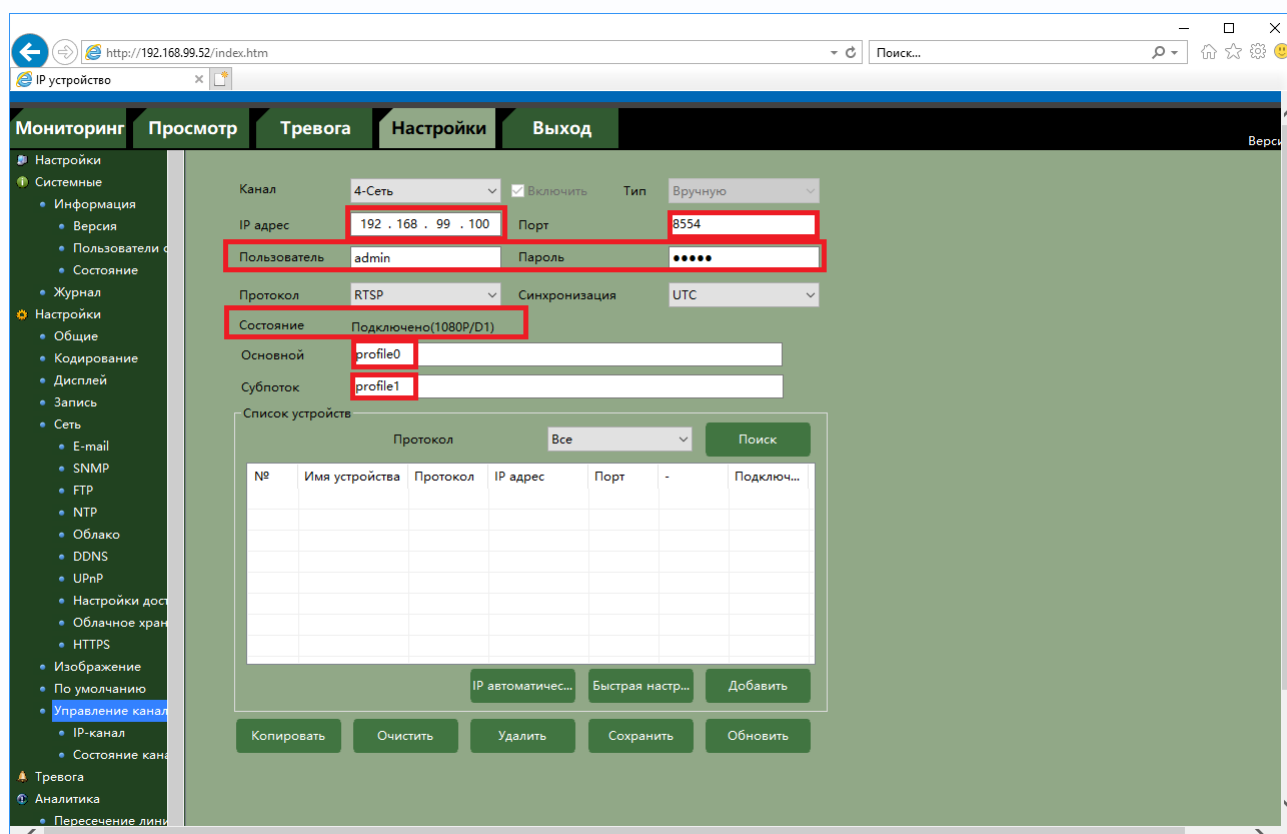 http://192.168.99.52/index.htm
Поиск...
IP устройство
Мониторинг Просмотр Тревога Настройки Выход
Верси
Настройки
Системные
Информация
Версия
Пользователи с
Состояние
Журнал
Настройки
Общие
Кодирование
Дисплей
Запись
Сеть
E-mail
SNMP
FTP
NTP
Облако
DDNS
UPnP
Настройки дост
Облачное хран
HTTPS
Изображение
По умолчанию
Управление канал
IP-канал
Состояние кана
Тревога
Аналитика
Пересечение лини
Канал 4-Сеть Включить Тип Вручную
IP адрес 192 . 168 . 99 . 100 Порт 8554
Пользователь admin Пароль •••••
Протокол RTSP Синхронизация UTC
Состояние Подключено(1080P/D1)
Основной profile0
Субпоток profile1
Список устройств
Протокол Все Поиск
№ Имя устройства Протокол IP адрес Порт - Подключ...
IP автоматичес... Быстрая настр... Добавить
Копировать Очистить Удалить Сохранить Обновить